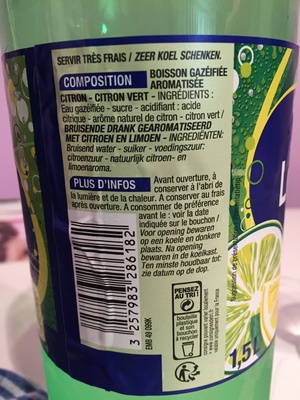 SERVIR TRÈS FRAIS / ZEER KOEL SCHENKEN.
COMPOSITION
BOISSON GAZÉIFIÉE
AROMATISÉE
CITRON - CITRON VERT - INGRÉDIENTS :
Eau gazéifiée - sucre - acidifiant : acide
citrique - arôme naturel de citron - citron vert /
BRUISENDE DRANK GEAROMATISEERD
MET CITROEN EN LIMOEN - INGREDIËNTEN:
Bruisend water - suiker - voedingszuur:
citroenzuur - natuurlijk citroen- en
limoenaroma.
PLUS D'INFOS
Avant ouverture, à
conserver à l'abri de
la lumière et de la chaleur. A conserver au frais
après ouverture. A consommer de préférence
avant le : voir la date
indiquée sur le bouchon /
Voor opening bewaren
op een koele en donkere
plaats. Na opening
bewaren in de koelkast.
Ten minste houdbaar tot:
zie datum op de dop.
3 257983 286182
EMB 49 099K
PENSEZ
AU TRI !
bouteille
plastique
et son
bouchon
à recycler
1,5L